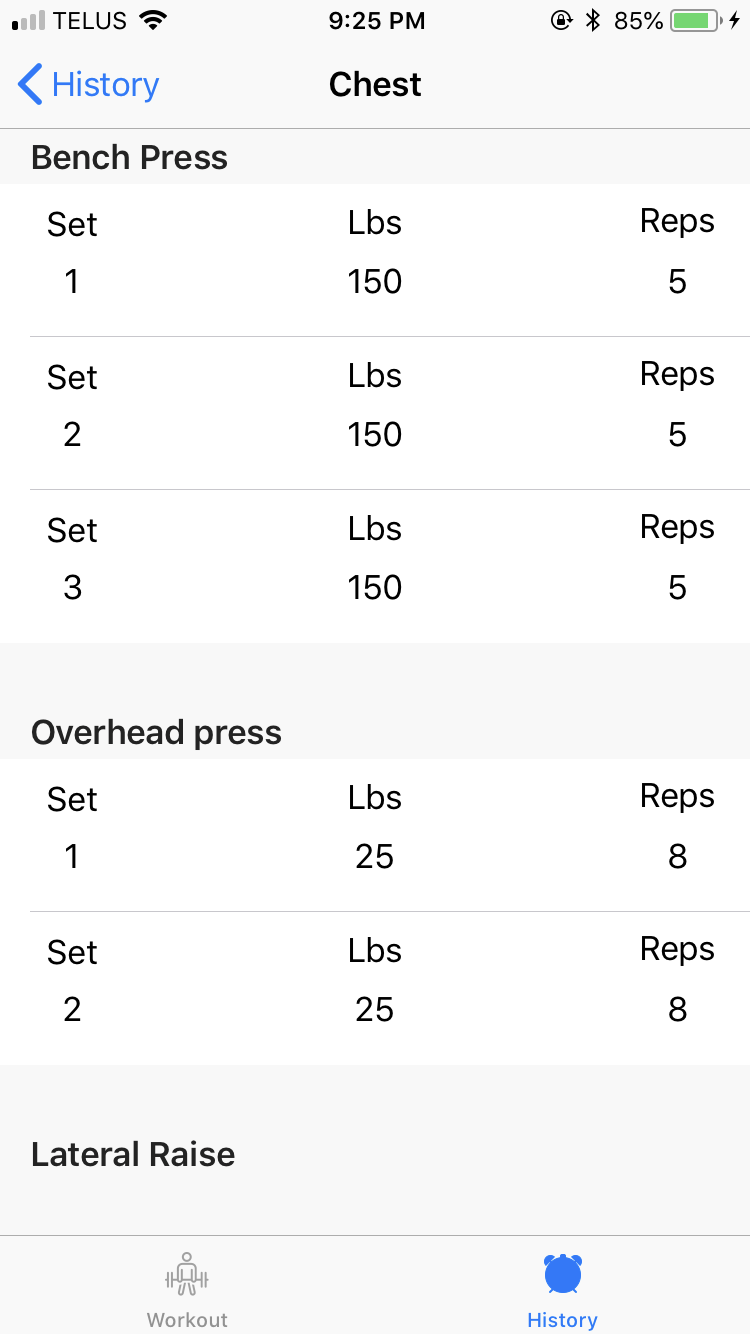 TELUS 9:25 PM 85%
History Chest
Bench Press
Set Lbs Reps
1 150 5
Set Lbs Reps
2 150 5
Set Lbs Reps
3 150 5
Overhead press
Set Lbs Reps
1 25 8
Set Lbs Reps
2 25 8
Lateral Raise
Workout History